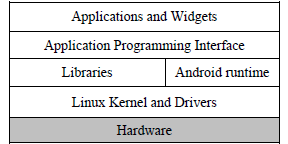 Applications and Widgets
Application Programming Interface
Libraries
Android runtime
Linux Kernel and Drivers
Hardware